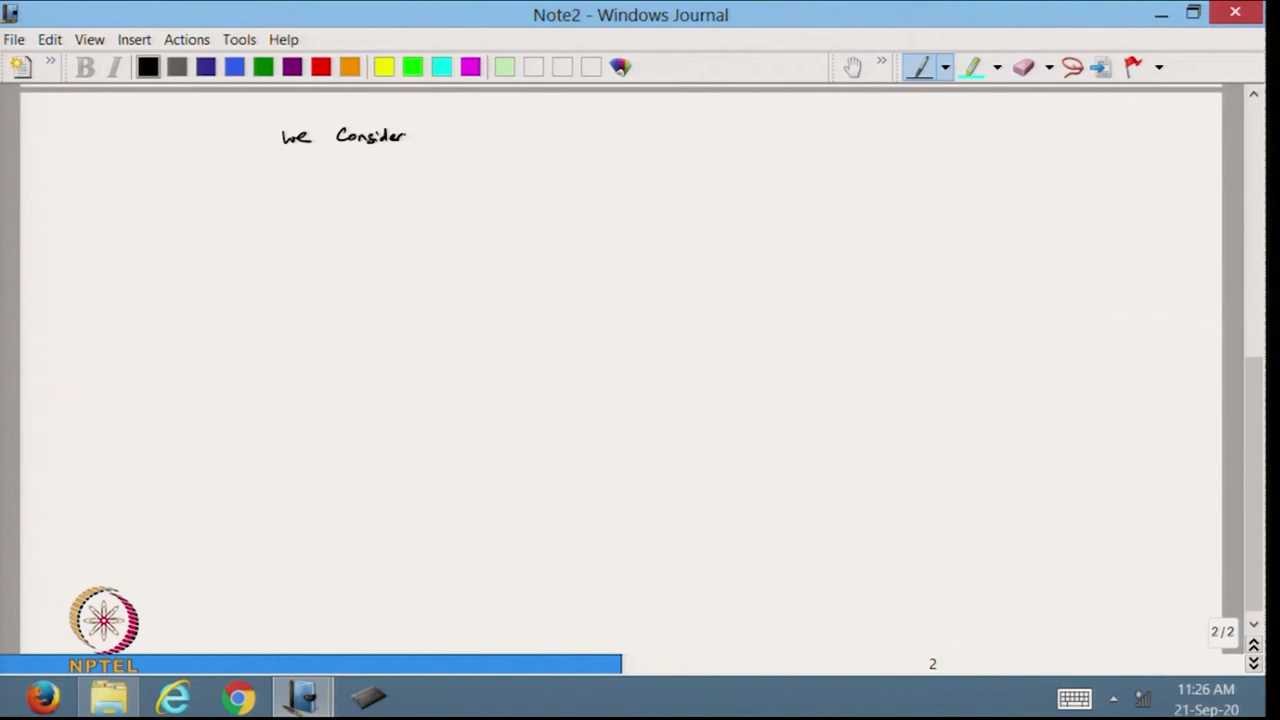 Note2 - Windows Journal
File Edit View Insert Actions Tools Help
B I
We Consider
2/2
NPTEL
2
11:26 AM
21-Sep-20